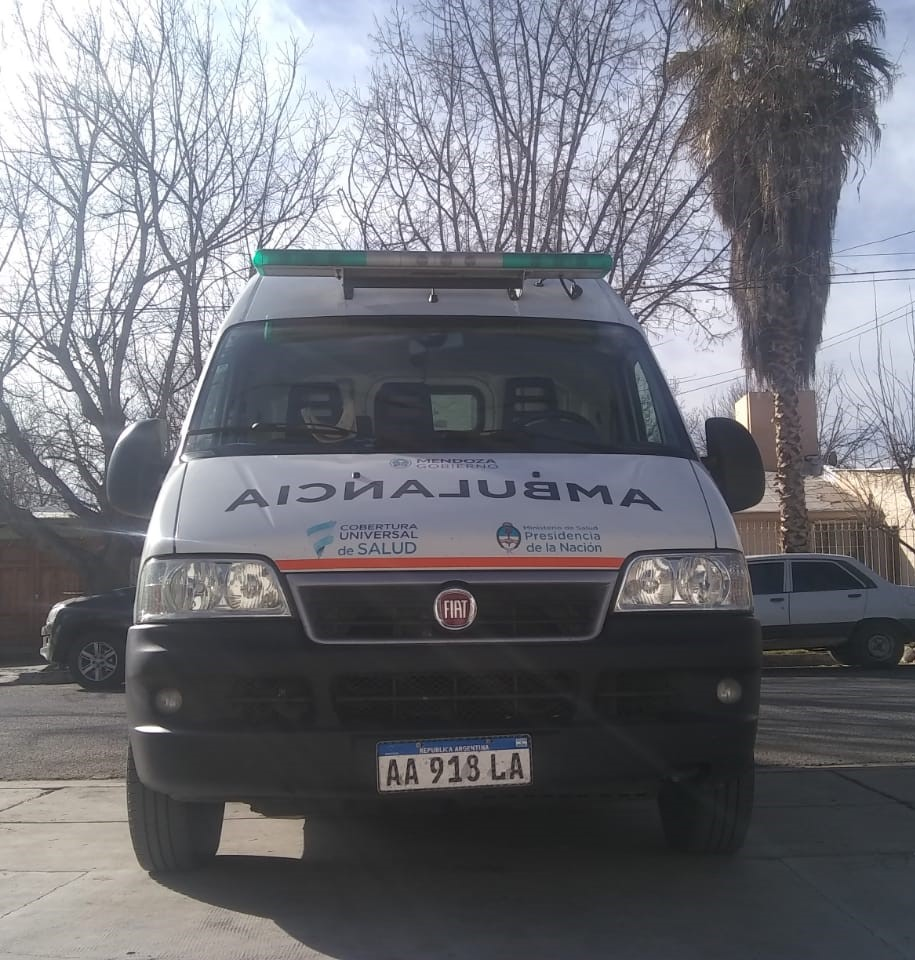 MENDOZA
GOBIERNO
AMBULANCIA
COBERTURA
UNIVERSAL
de SALUD
Ministerio de Salud
Presidencia
de la Nación
FIAT
REPUBLICA ARGENTINA
AA 918 LA